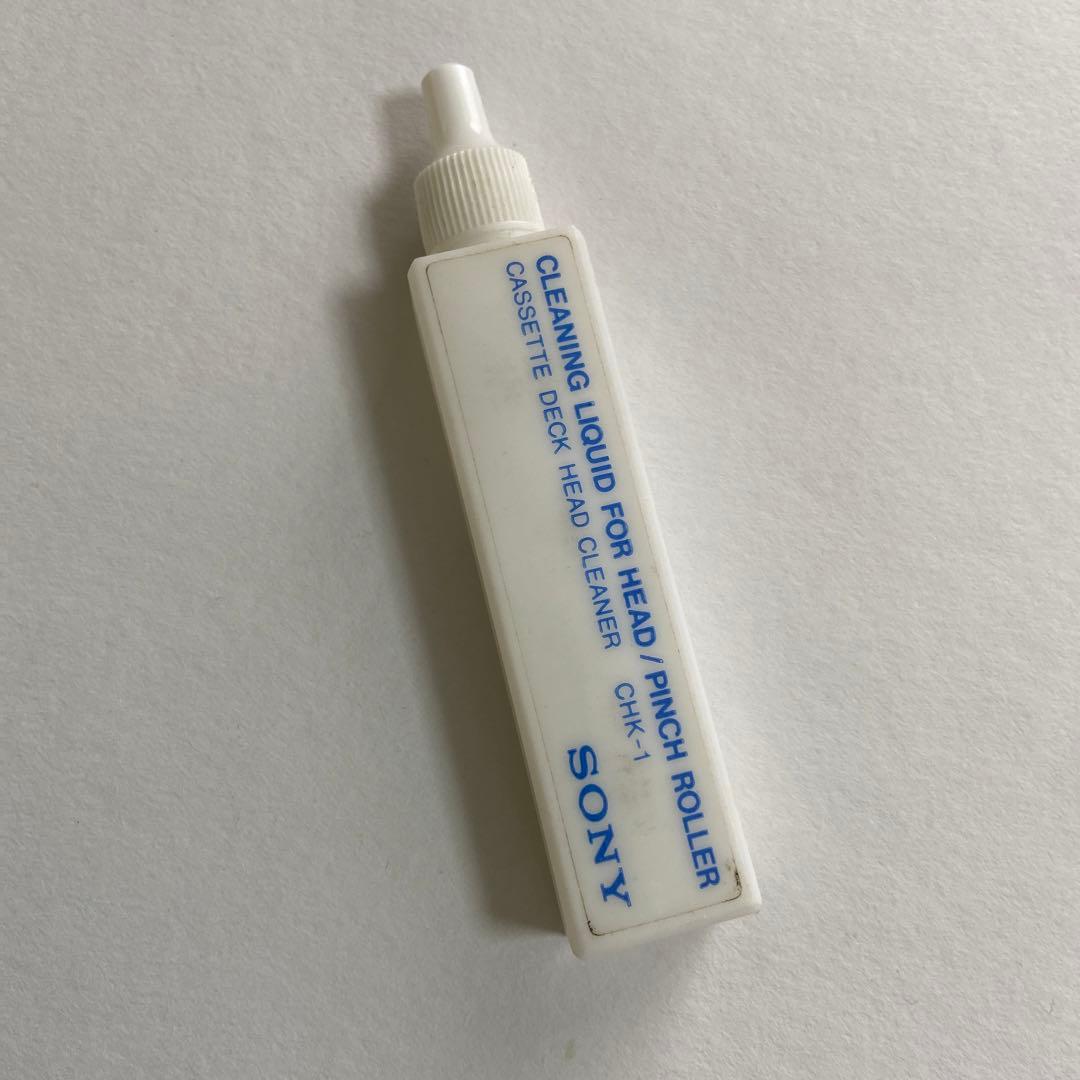 CLEANING LIQUID FOR HEAD/PINCH ROLLER
CASSETTE DECK HEAD CLEANER CHK-1
SONY